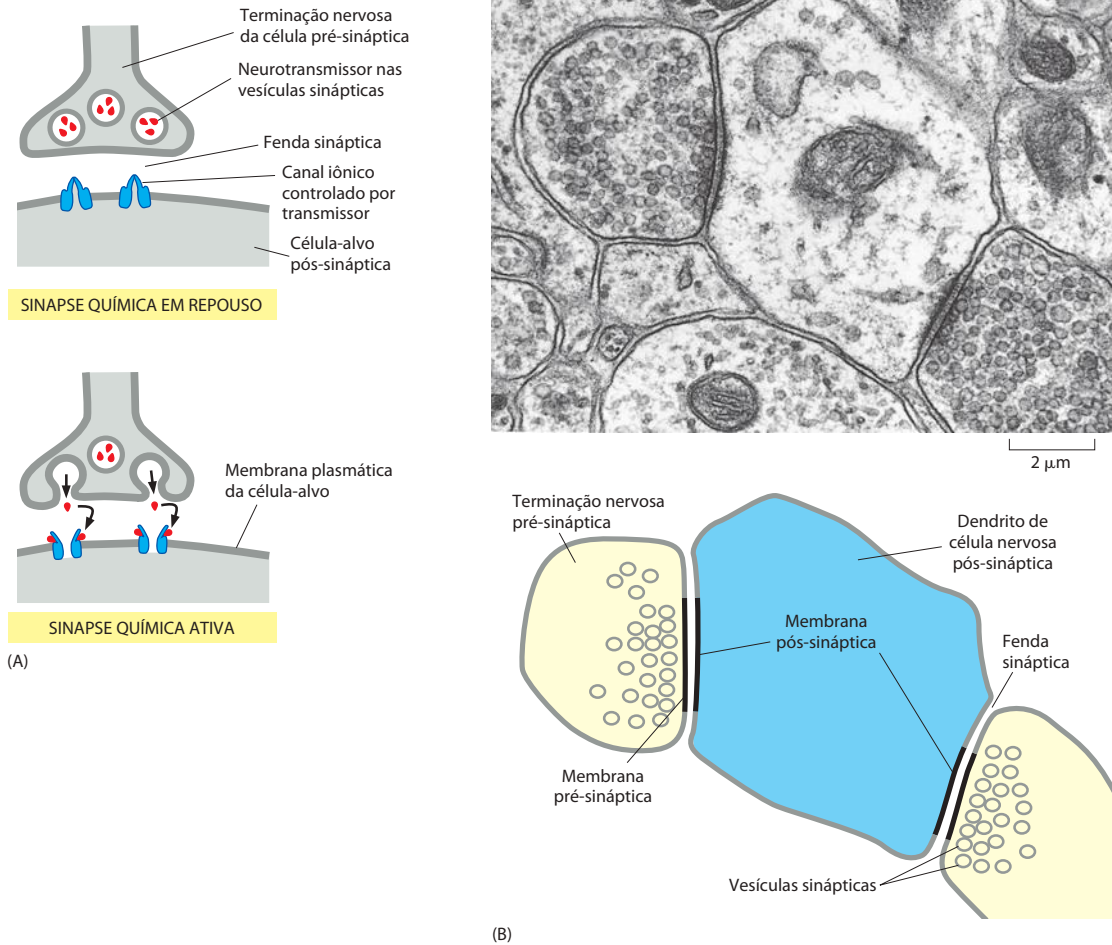 Terminação nervosa
da célula pré-sináptica
Neurotransmissor nas
vesículas sinápticas
Fenda sináptica
Canal iônico
controlado por
transmissor
Célula-alvo
pós-sináptica
SINAPSE QUÍMICA EM REPOUSO
Membrana plasmática
da célula-alvo
SINAPSE QUÍMICA ATIVA
(A)
2 μm
Terminação nervosa
pré-sináptica
Dendrito de
célula nervosa
pós-sináptica
Membrana
pós-sináptica
Fenda
sináptica
Membrana
pré-sináptica
Vesículas sinápticas
(B)